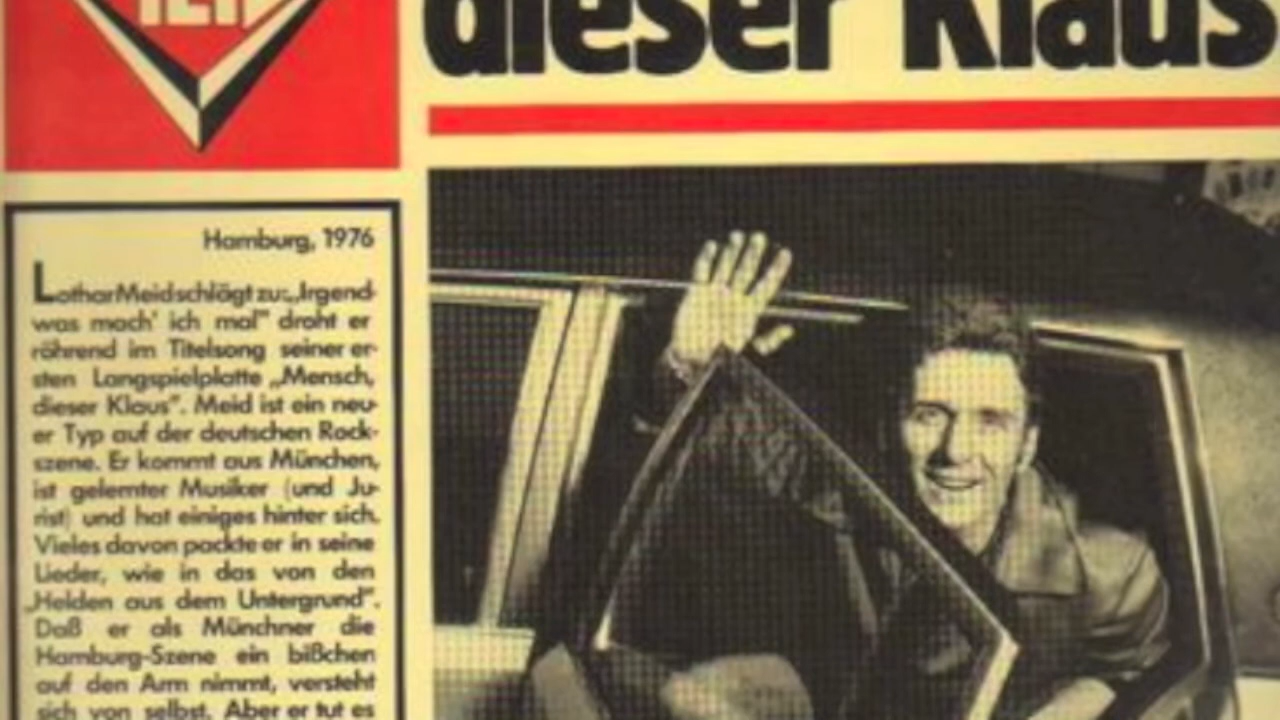 dieser Klaus
Hamburg, 1976
Lothar Meid schlägt zu: „Irgend-
was mach' ich mal" droht er
röhrend im Titelsong seiner er-
sten Langspielplatte „Mensch,
dieser Klaus". Meid ist ein neu-
er Typ auf der deutschen Rock-
szene. Er kommt aus München,
ist gelernter Musiker (und Ju-
rist) und hat einiges hinter sich.
Vieles davon packte er in seine
Lieder, wie in das von den
„Helden aus dem Untergrund".
Daß er als Münchner die
Hamburg-Szene ein bißchen
auf den Arm nimmt, versteht
sich von selbst. Aber er tut es